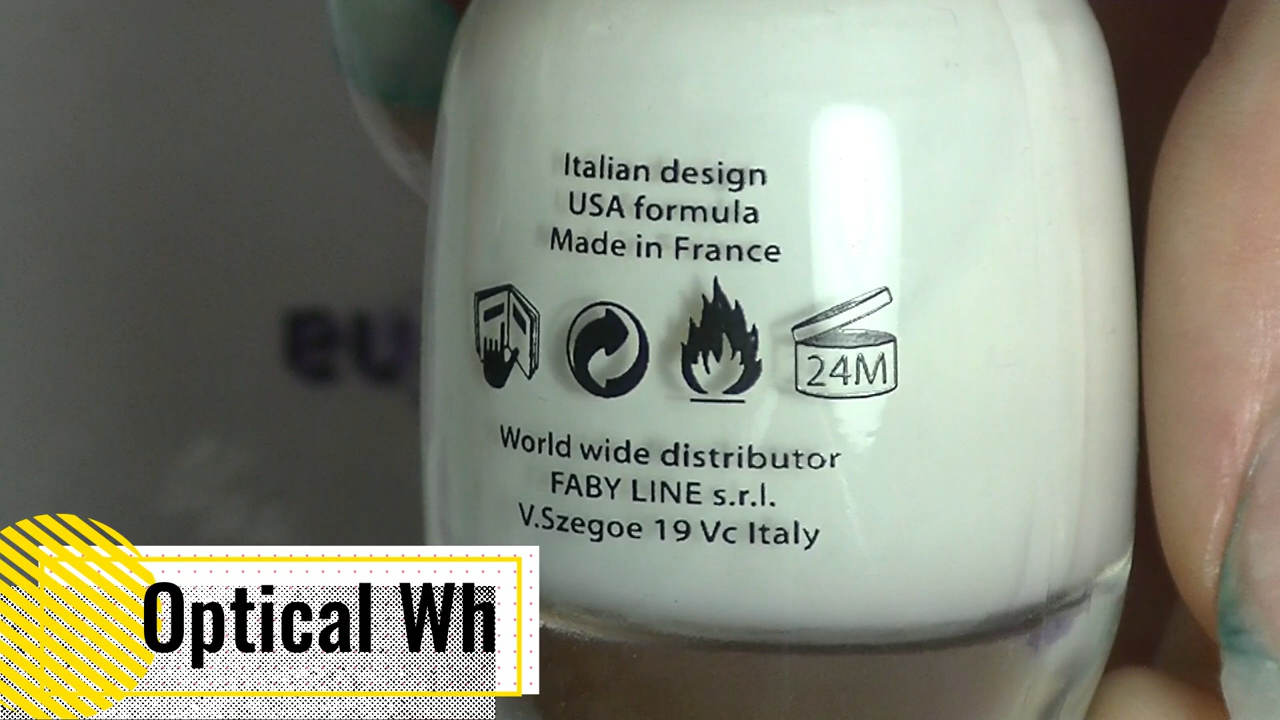 Italian design
USA formula
Made in France
24M
World wide distributor
FABY LINE s.r.l.
V.Szegoe 19 Vc Italy
Optical Wh